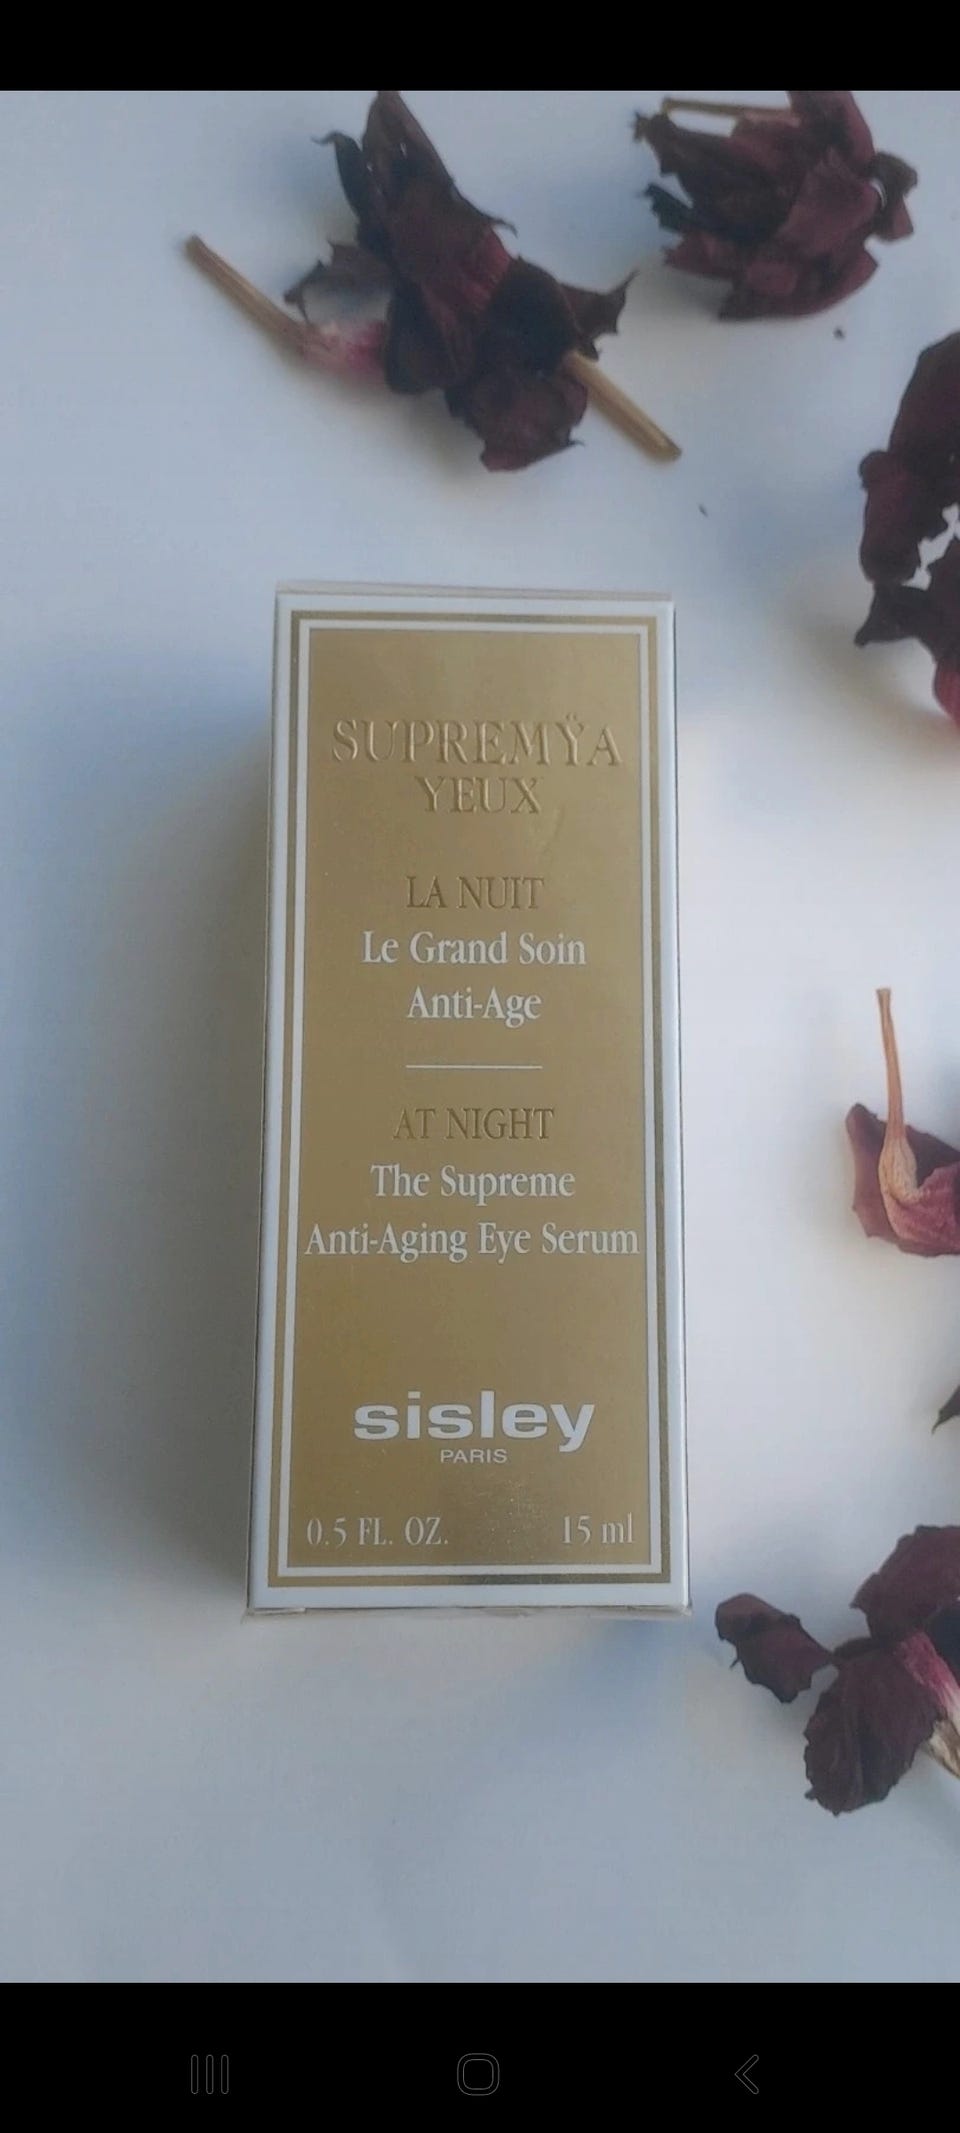 SUPREMŸA
YEUX
LA NUIT
Le Grand Soin
Anti-Age
AT NIGHT
The Supreme
Anti-Aging Eye Serum
sisley
PARIS
0.5 FL. OZ. 15 ml